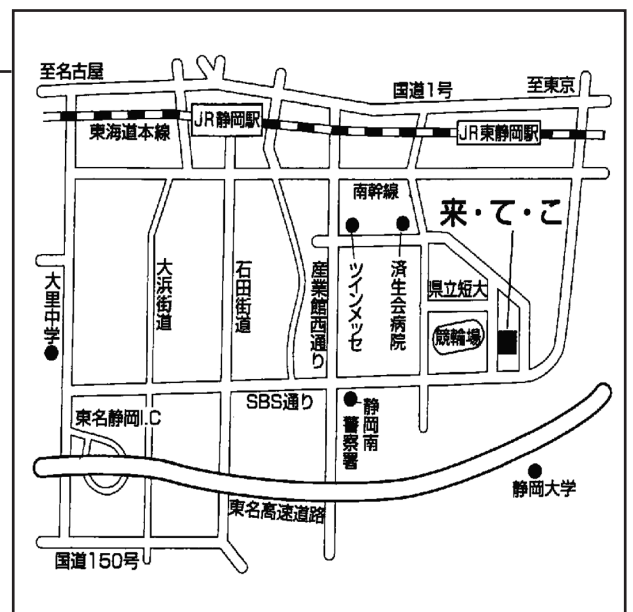 至名古屋
国道1号
至東京
JR静岡駅
東海道本線
JR東静岡駅
南幹線
来・て・こ
大里中学
大浜街道
石田街道
産業館西通り
ツインメッセ
済生会病院
県立短大
競輪場
SBS通り
静岡南
警察署
東名静岡I.C
静岡大学
東名高速道路
国道150号